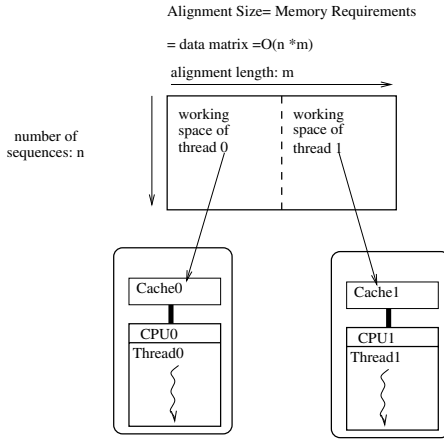 Alignment Size= Memory Requirements
= data matrix =O(n *m)
alignment length: m
number of
sequences: n
working
space of
thread 0
working
space of
thread 1
Cache0
CPU0
Thread0
Cache1
CPU1
Thread1